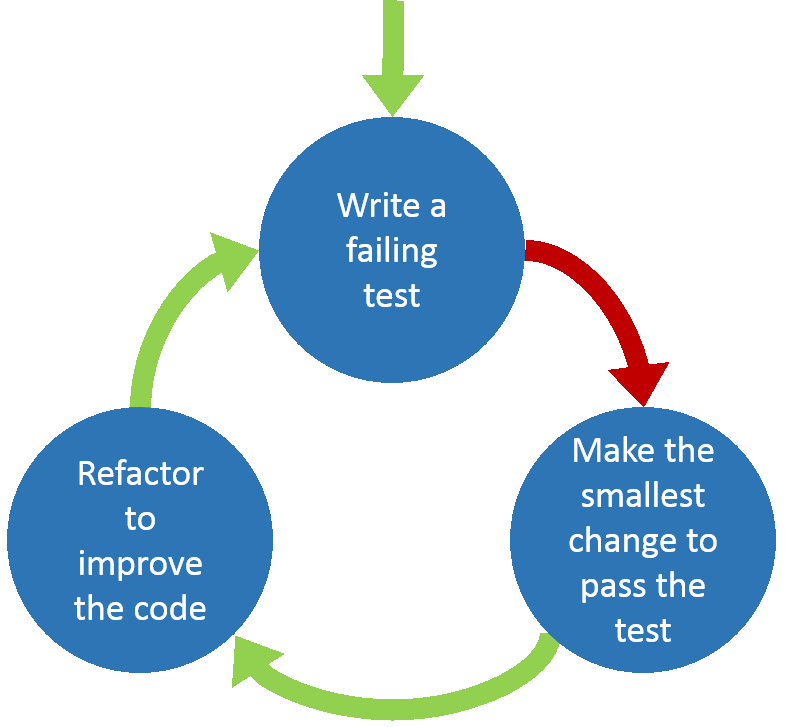 Write a
failing
test
Refactor
to
improve
the code
Make the
smallest
change to
pass the
test